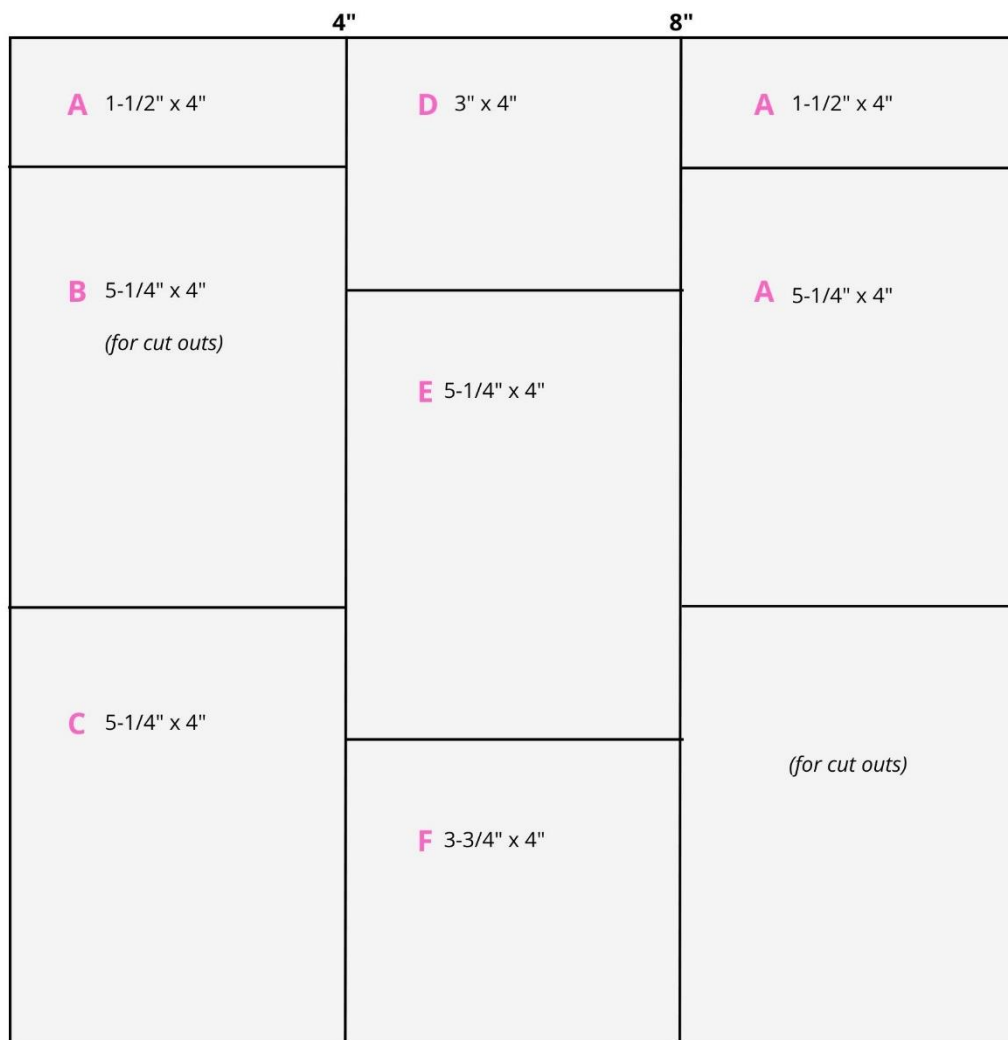 4" 8"
A 1-1/2" x 4"
D 3" x 4"
A 1-1/2" x 4"
B 5-1/4" x 4"
(for cut outs)
A 5-1/4" x 4"
E 5-1/4" x 4"
C 5-1/4" x 4"
(for cut outs)
F 3-3/4" x 4"